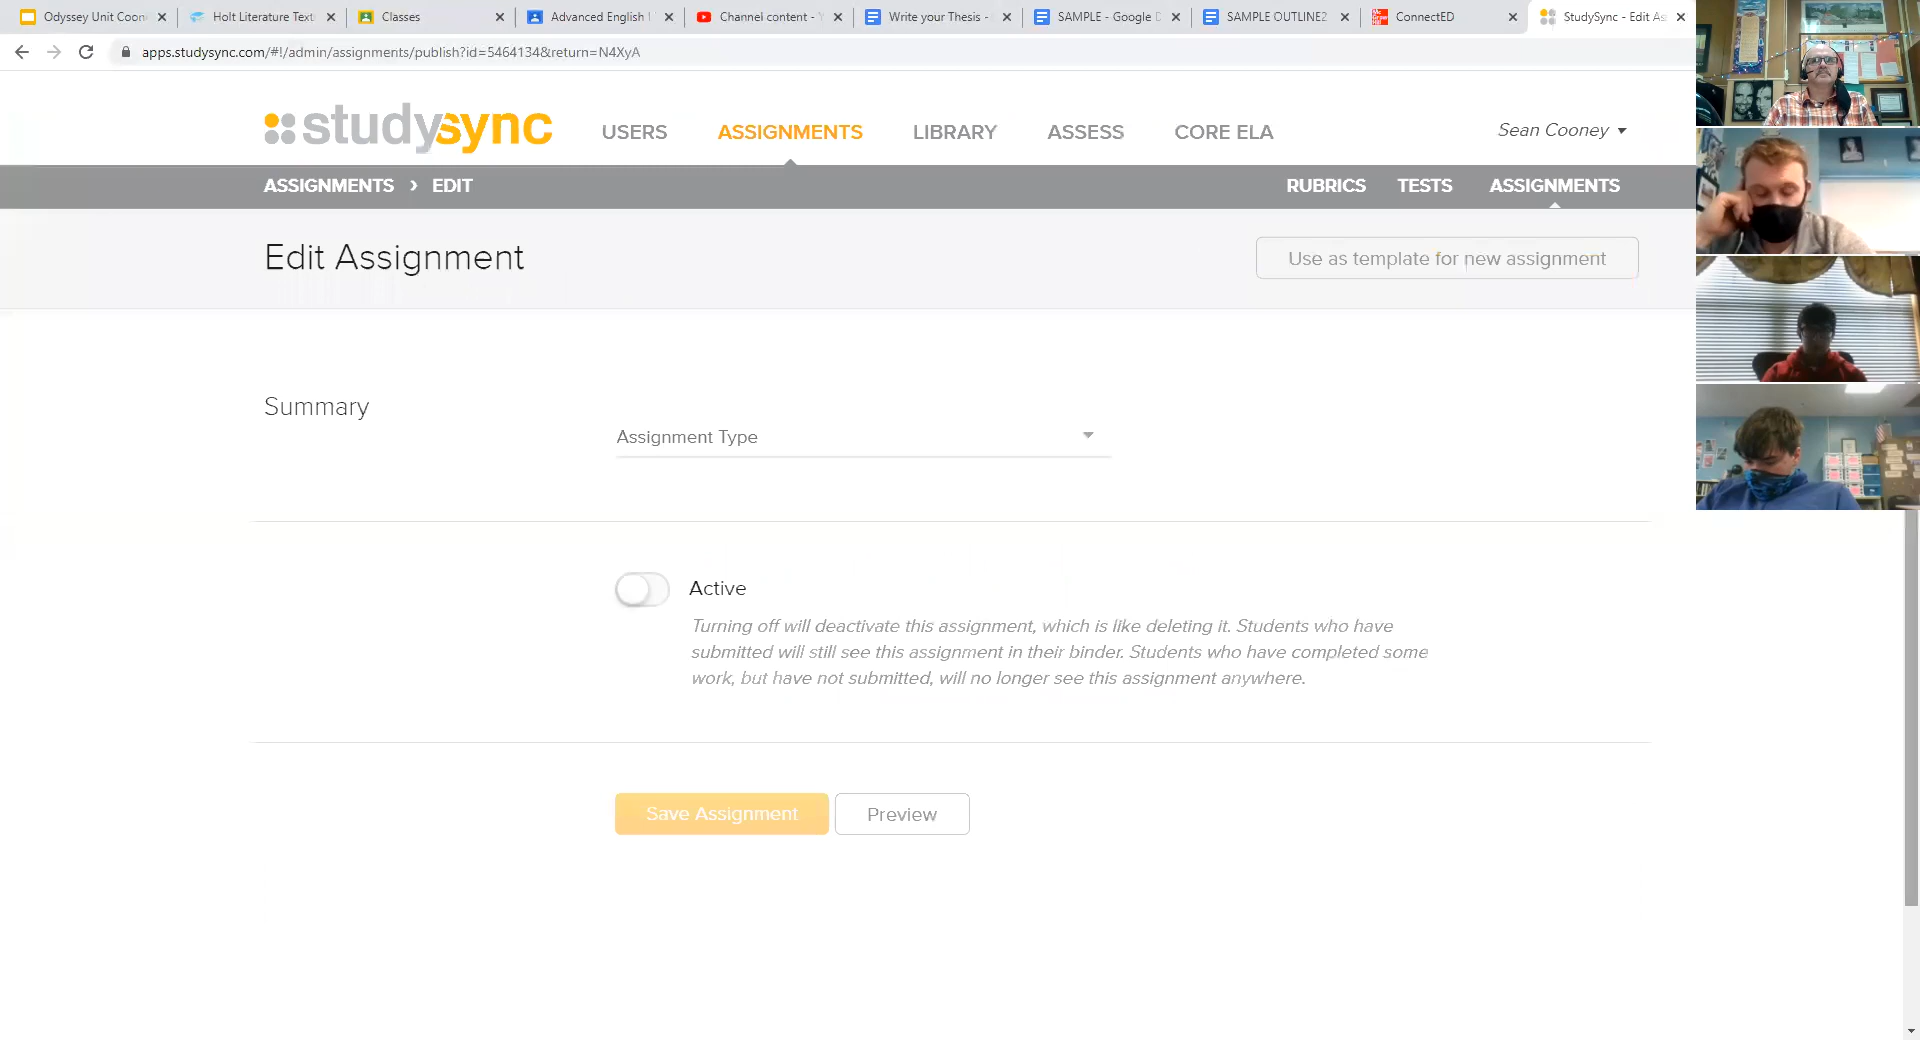 Odyssey Unit Coon
Holt Literature Text
Classes
Advanced English
Channel content - Y
Write your Thesis -
SAMPLE - Google D
SAMPLE OUTLINE2
ConnectED
StudySync - Edit As
apps.studysync.com/#!/admin/assignments/publish?id=5464134&return=N4XyA
studysync
USERS
ASSIGNMENTS
LIBRARY
ASSESS
CORE ELA
Sean Cooney
ASSIGNMENTS › EDIT
RUBRICS
TESTS
ASSIGNMENTS
Edit Assignment
Use as template for new assignment
Summary
Assignment Type
Active
Turning off will deactivate this assignment, which is like deleting it. Students who have
submitted will still see this assignment in their binder. Students who have completed some
work, but have not submitted, will no longer see this assignment anywhere.
Save Assignment
Preview